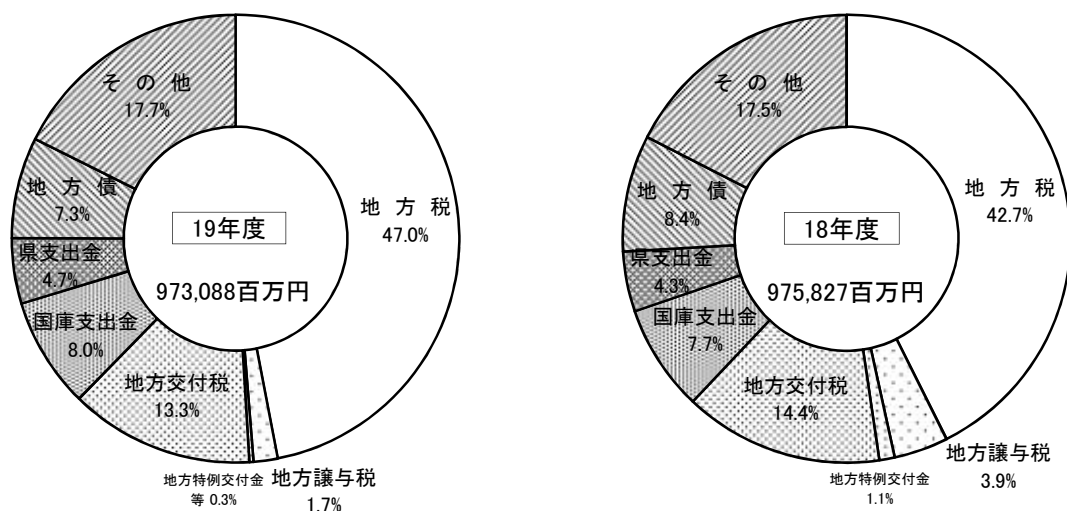 そ の 他
17.7%
地 方 債
7.3%
県支出金
4.7%
国庫支出金
8.0%
地方交付税
13.3%
地方特例交付金
等 0.3%
地方譲与税
1.7%
地 方 税
47.0%
19年度
973,088百万円
そ の 他
17.5%
地 方 債
8.4%
県支出金
4.3%
国庫支出金
7.7%
地方交付税
14.4%
地方特例交付金
1.1%
地方譲与税
3.9%
地 方 税
42.7%
18年度
975,827百万円